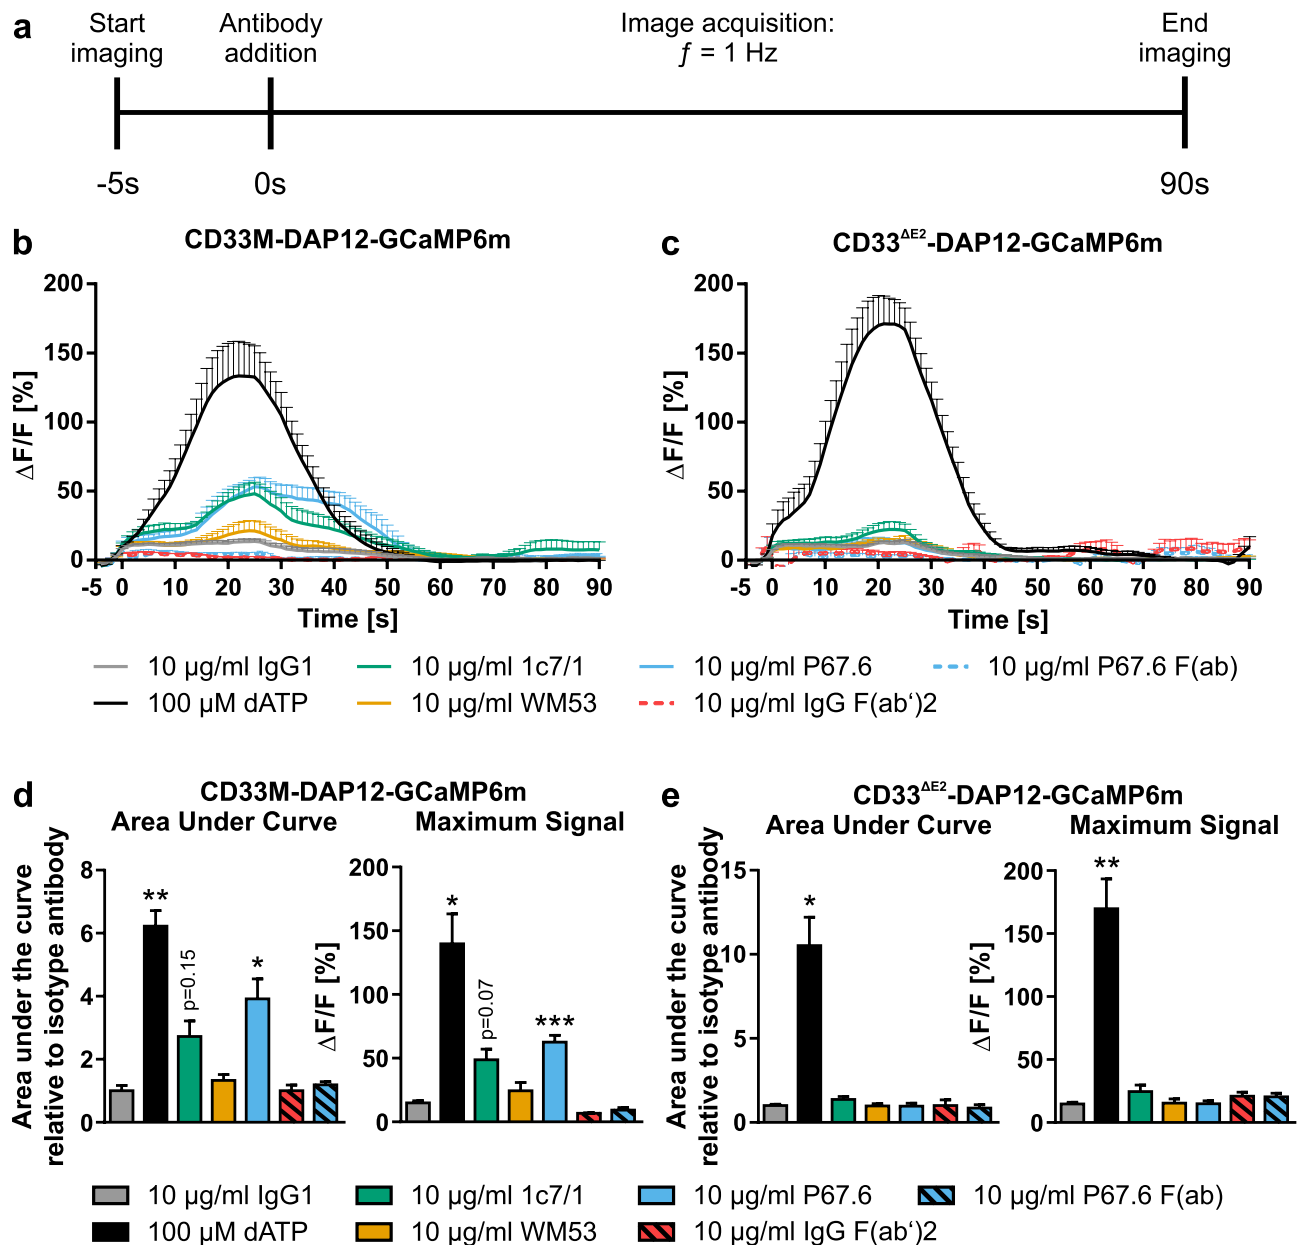 a
Start imaging
Antibody addition
Image acquisition:
ƒ = 1 Hz
End imaging
-5s
0s
90s
b
CD33M-DAP12-GCaMP6m
ΔF/F [%]
200
150
100
50
0
-5 0 10 20 30 40 50 60 70 80 90
Time [s]
c
CD33ΔE2-DAP12-GCaMP6m
ΔF/F [%]
200
150
100
50
0
-5 0 10 20 30 40 50 60 70 80 90
Time [s]
10 µg/ml IgG1
10 µg/ml 1c7/1
10 µg/ml P67.6
10 µg/ml P67.6 F(ab)
100 µM dATP
10 µg/ml WM53
10 µg/ml IgG F(ab‘)2
d
CD33M-DAP12-GCaMP6m
Area Under Curve
Area under the curve
relative to isotype antibody
8
6
4
2
0
**
p=0.15
*
Maximum Signal
ΔF/F [%]
200
150
100
50
0
*
p=0.07
***
e
CD33ΔE2-DAP12-GCaMP6m
Area Under Curve
Area under the curve
relative to isotype antibody
15
10
5
0
*
Maximum Signal
ΔF/F [%]
200
150
100
50
0
**
10 µg/ml IgG1
10 µg/ml 1c7/1
10 µg/ml P67.6
10 µg/ml P67.6 F(ab)
100 µM dATP
10 µg/ml WM53
10 µg/ml IgG F(ab‘)2